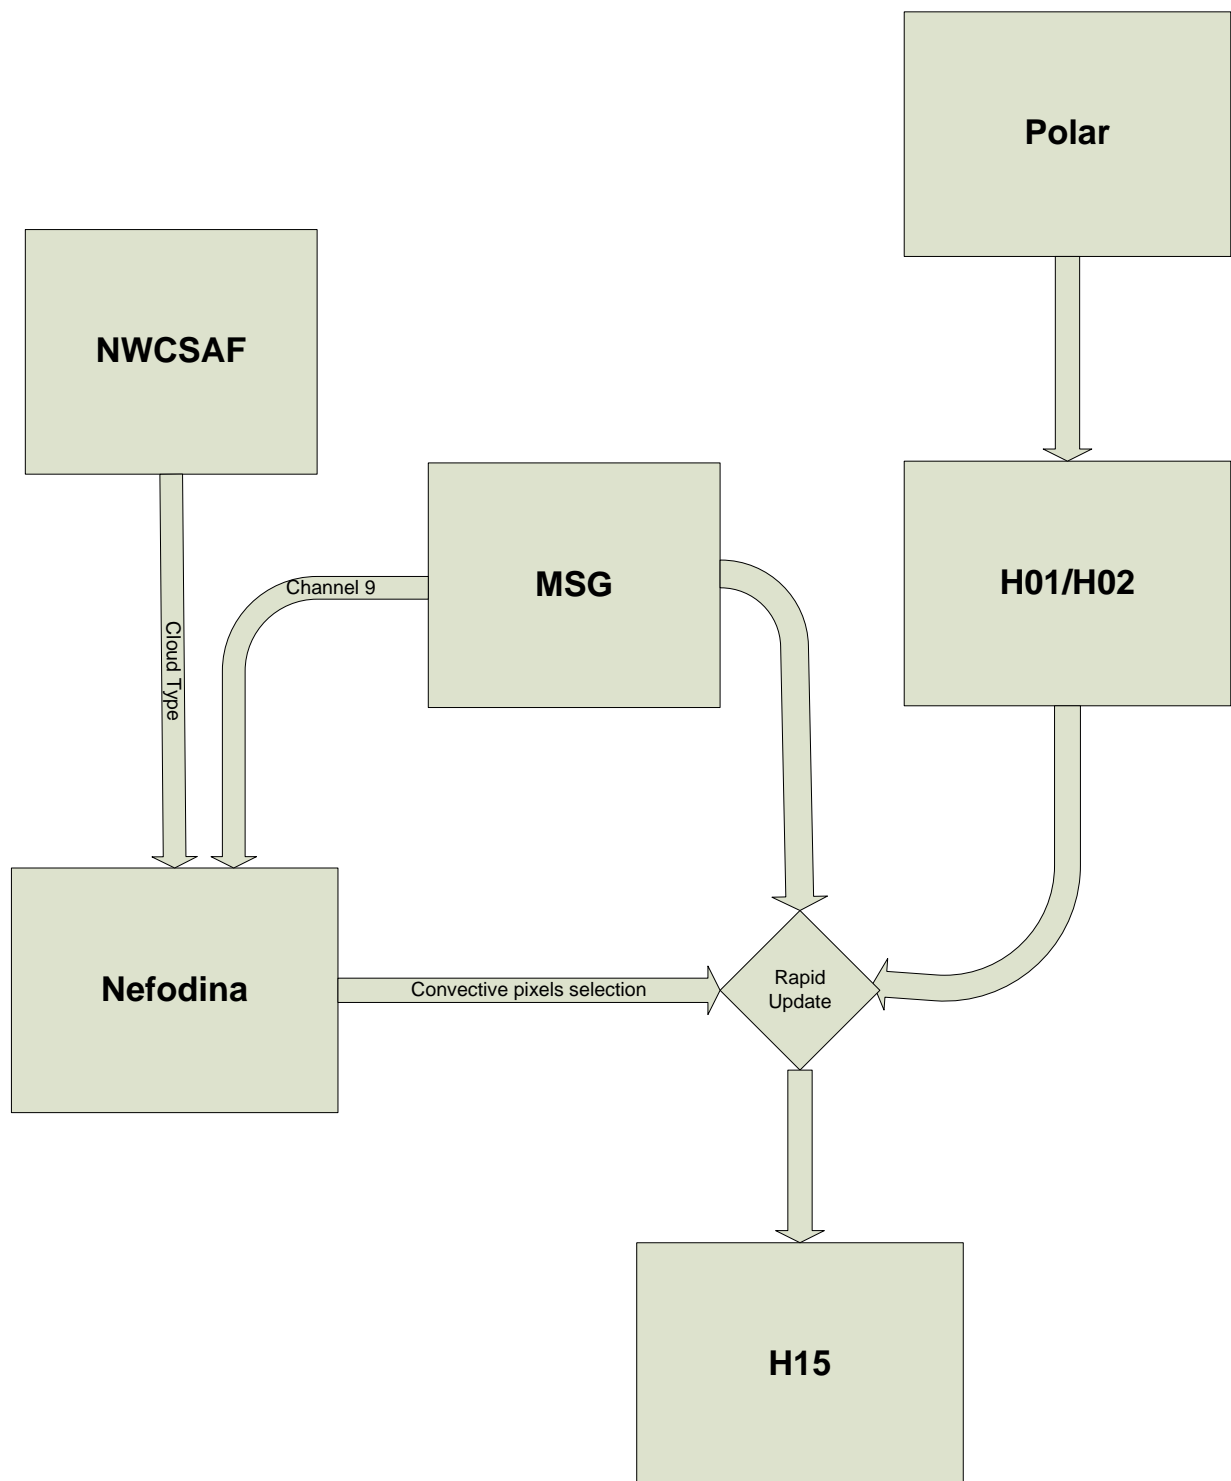 Polar
NWCSAF
MSG
H01/H02
Channel 9
Cloud Type
Nefodina
Convective pixels selection
Rapid
Update
H15